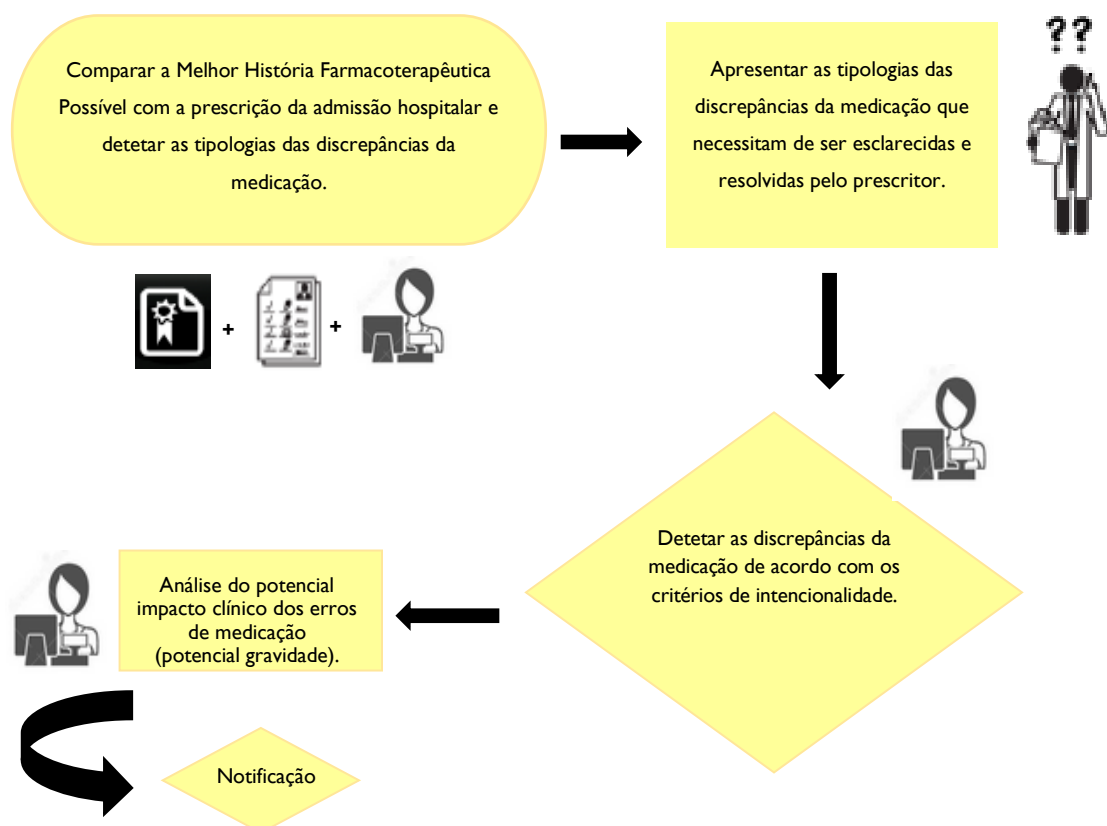 Comparar a Melhor História Farmacoterapêutica
Possível com a prescrição da admissão hospitalar e
detetar as tipologias das discrepâncias da
medicação.
Apresentar as tipologias das
discrepâncias da medicação que
necessitam de ser esclarecidas e
resolvidas pelo prescritor.
??
+
+
Detetar as discrepâncias da
medicação de acordo com os
critérios de intencionalidade.
Análise do potencial
impacto clínico dos erros
de medicação
(potencial gravidade).
Notificação